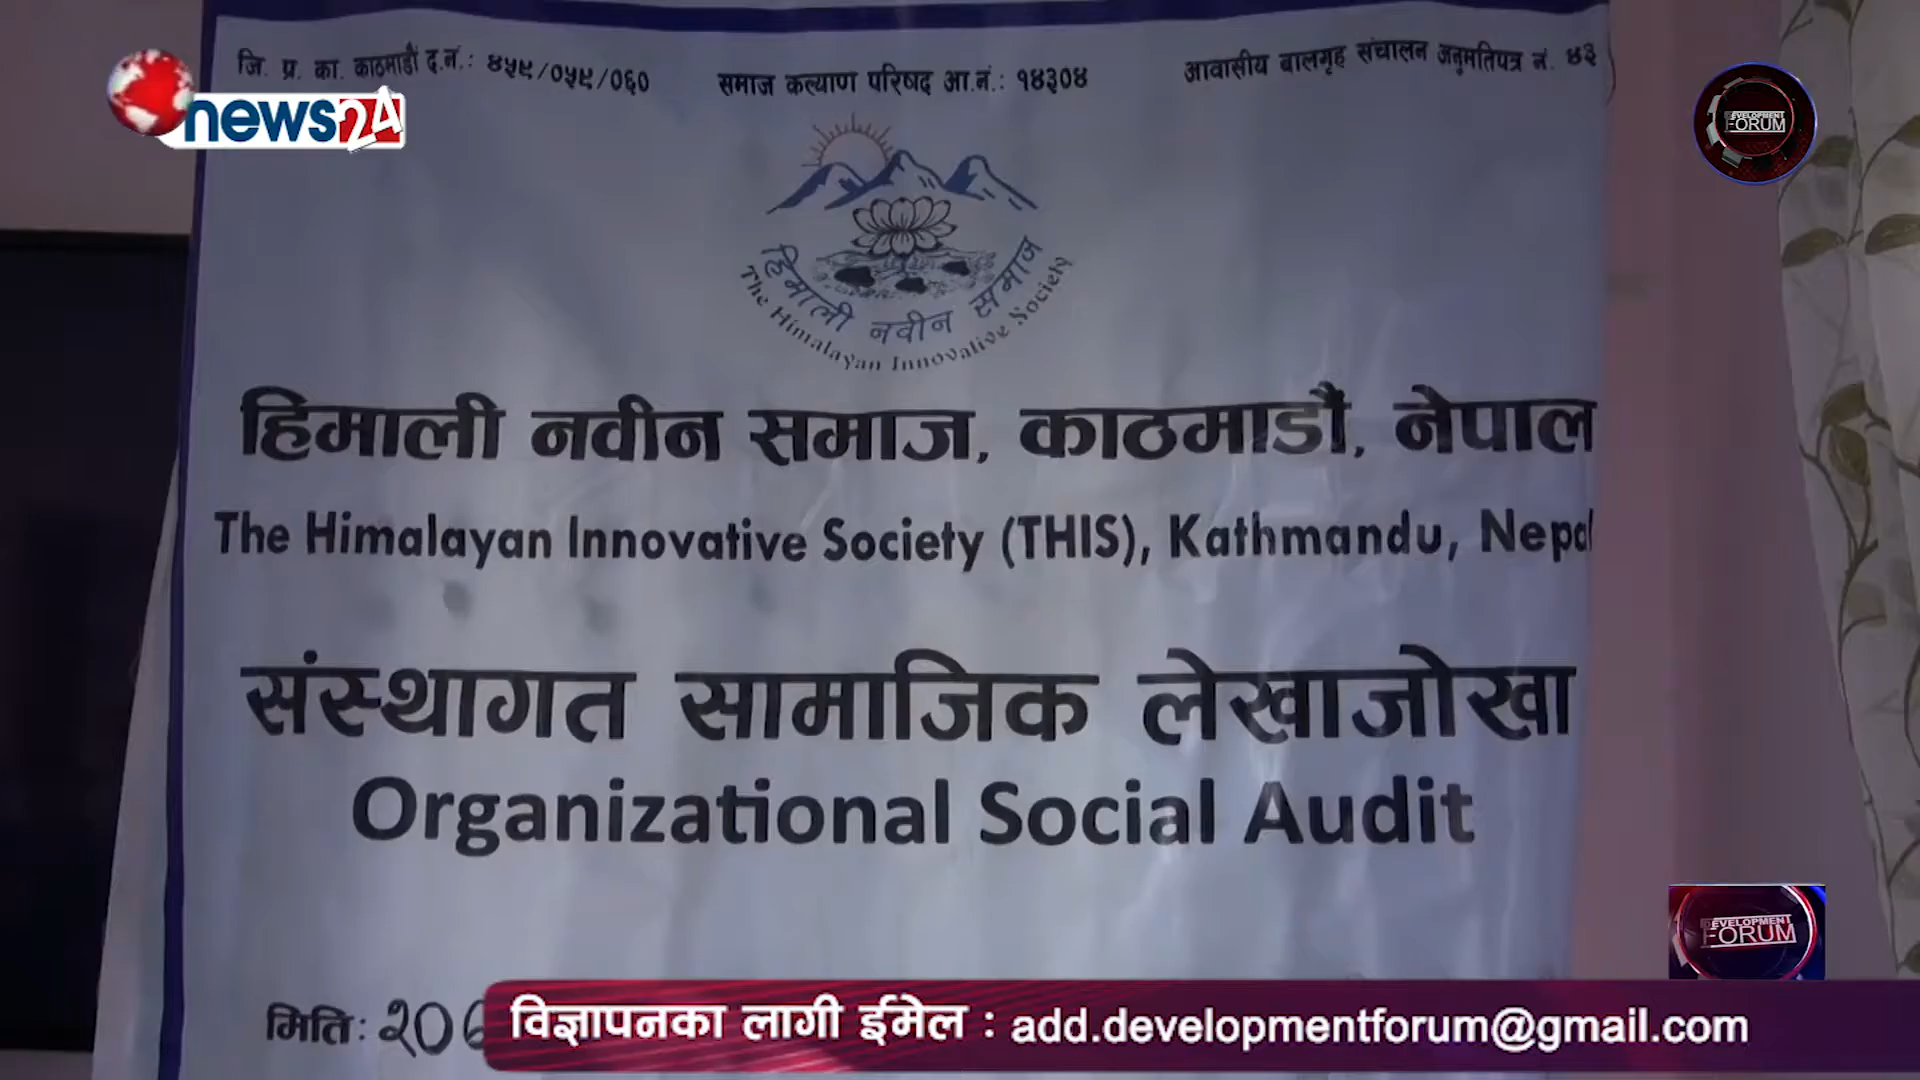 जि. प्र. का. काठमाडौं द.नं.: ४५९/०५९/०६०
समाज कल्याण परिषद आ.नं.: १४३०४
आवासीय बालगृह संचालन अनुमतिपत्र नं. ४३
news24
DEVELOPMENT
FORUM
हिमाली नवीन समाज
The Himalayan Innovative Society
हिमाली नवीन समाज, काठमाडौं, नेपाल
The Himalayan Innovative Society (THIS), Kathmandu, Nepal
संस्थागत सामाजिक लेखाजोखा
Organizational Social Audit
DEVELOPMENT
FORUM
मिति:
विज्ञापनका लागी ईमेल : add.developmentforum@gmail.com